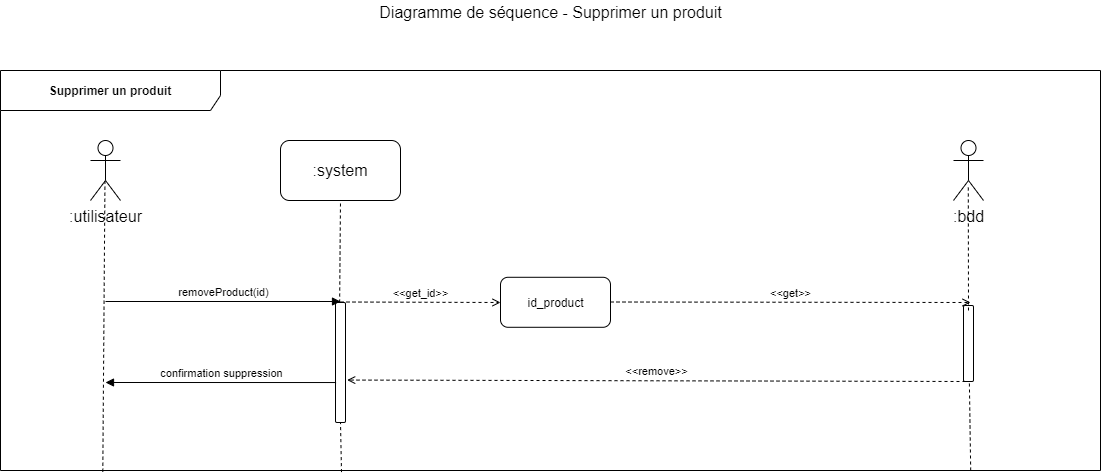 Diagramme de séquence - Supprimer un produit
Supprimer un produit
:system
:utilisateur
:bdd
removeProduct(id)
<<get_id>>
id_product
<<get>>
confirmation suppression
<<remove>>